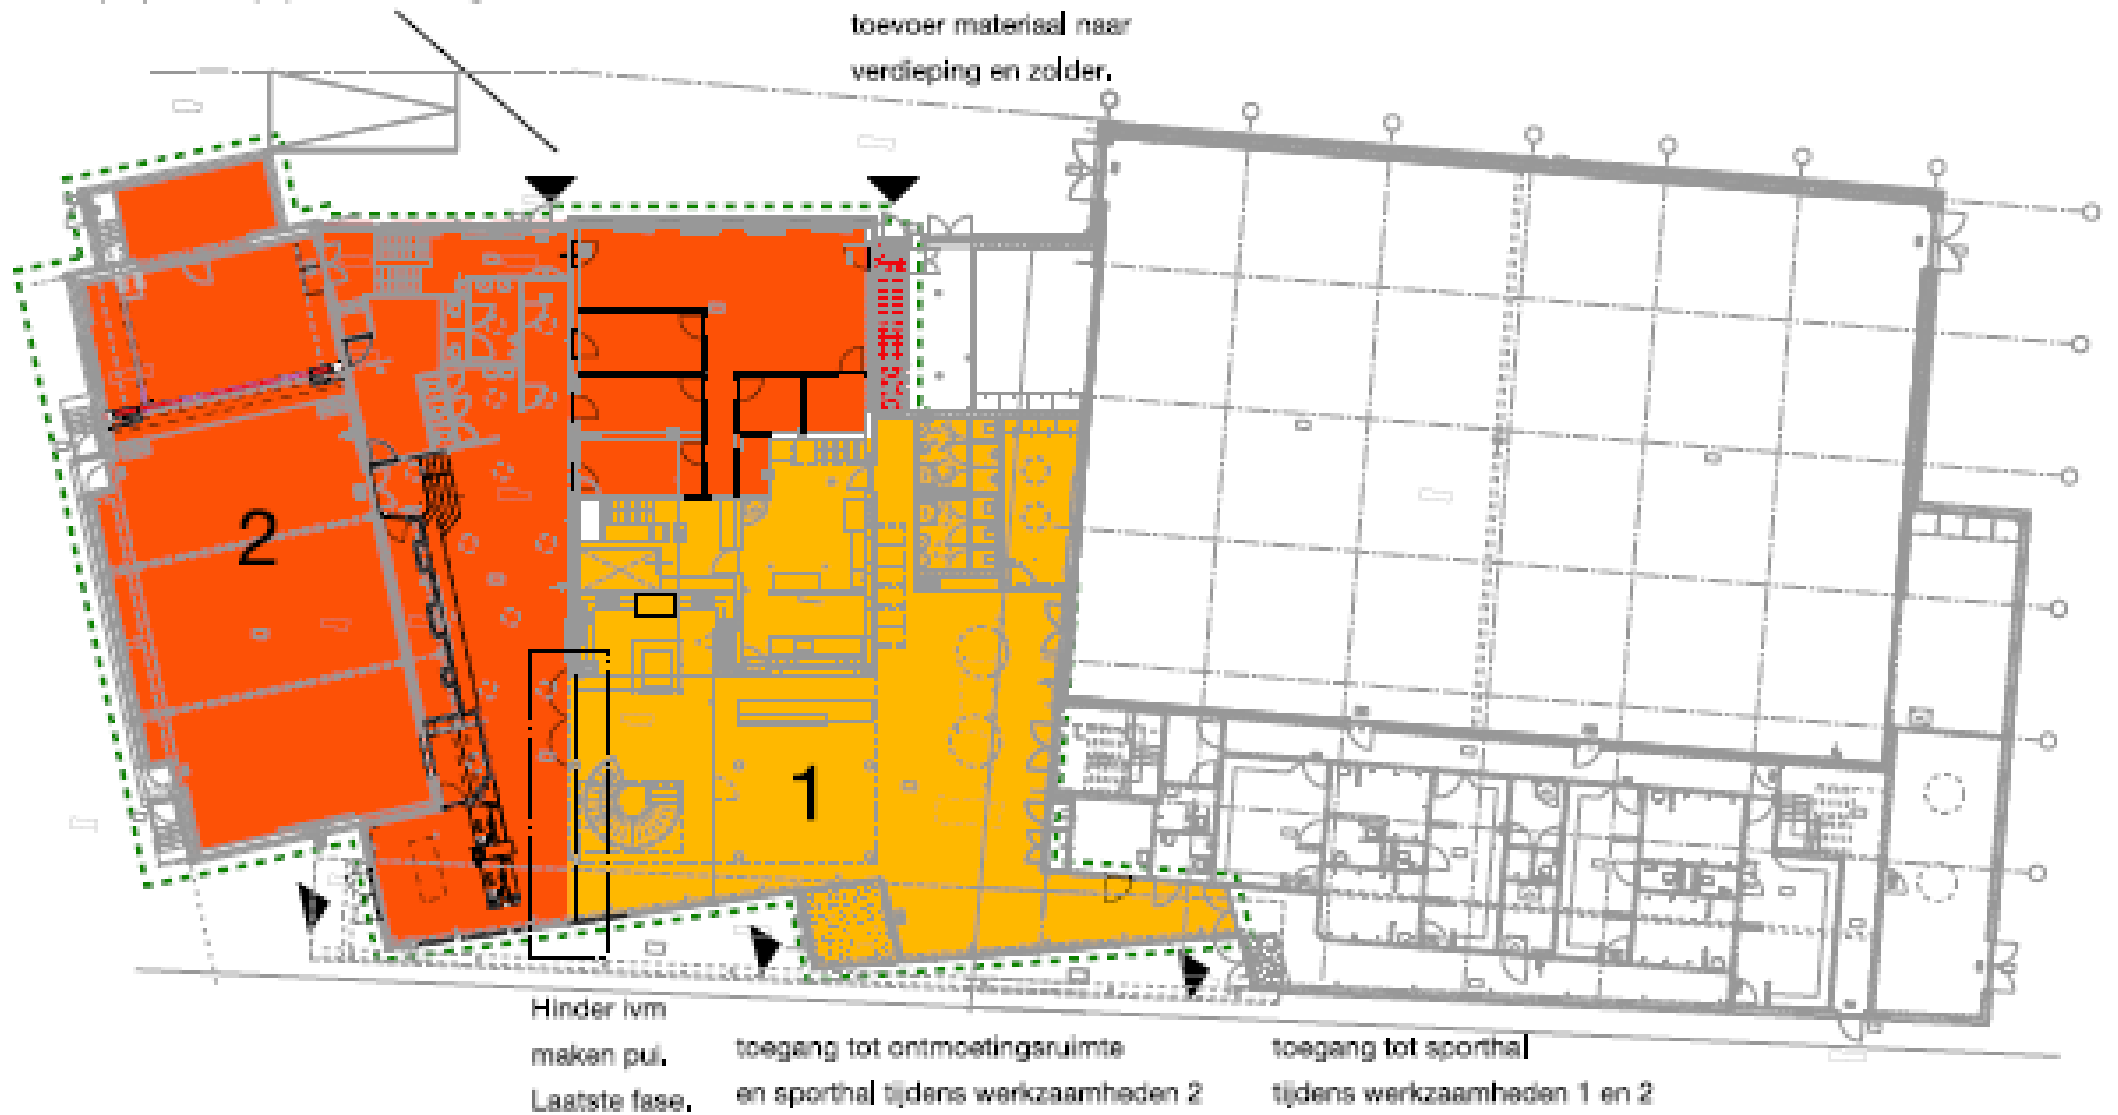 toevoer materiaal naar
verdieping en zolder.
2
1
Hinder ivm
maken pui.
Laatste fase.
toegang tot ontmoetingsruimte
en sporthal tijdens werkzaamheden 2
toegang tot sporthal
tijdens werkzaamheden 1 en 2